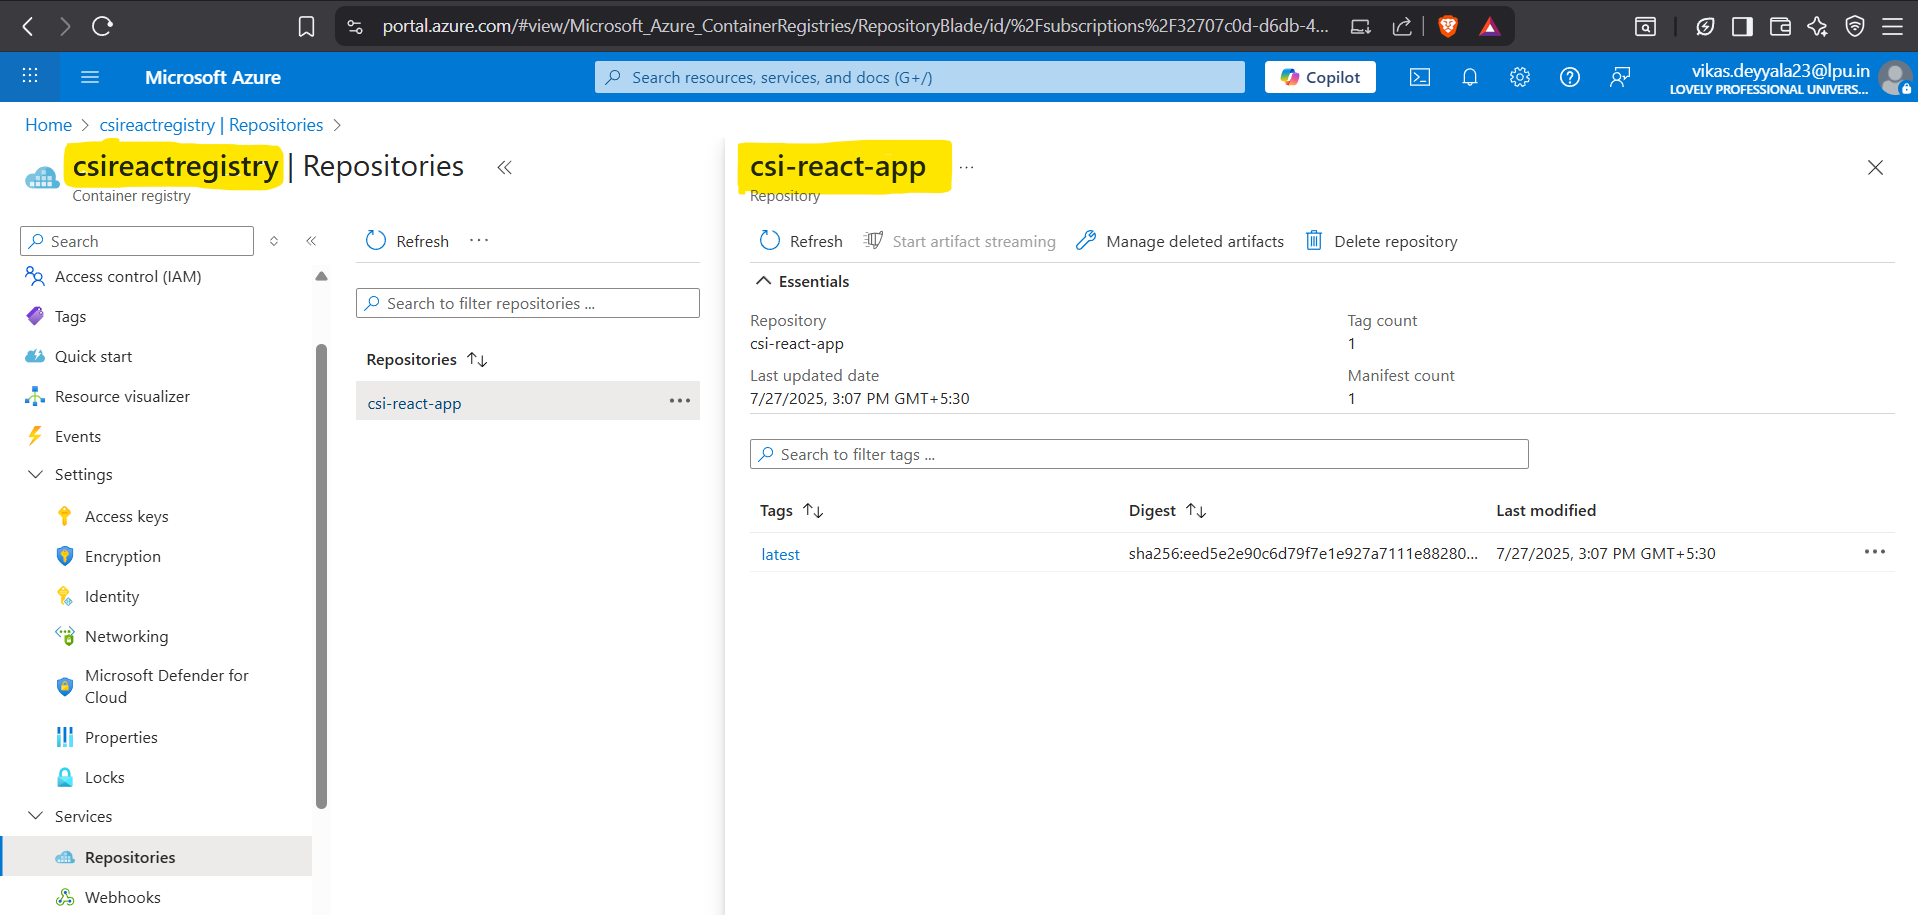 portal.azure.com/#view/Microsoft_Azure_ContainerRegistries/RepositoryBlade/id/%2Fsubscriptions%2F32707c0d-d6db-4...
Microsoft Azure
Search resources, services, and docs (G+/)
Copilot
vikas.deyyala23@lpu.in
LOVELY PROFESSIONAL UNIVERS...
Home > csireactregistry | Repositories >
csireactregistry | Repositories
Container registry
Search
Access control (IAM)
Tags
Quick start
Resource visualizer
Events
Settings
Access keys
Encryption
Identity
Networking
Microsoft Defender for
Cloud
Properties
Locks
Services
Repositories
Webhooks
Refresh
Search to filter repositories ...
Repositories
csi-react-app
csi-react-app
Repository
Refresh
Start artifact streaming
Manage deleted artifacts
Delete repository
Essentials
Repository
csi-react-app
Last updated date
7/27/2025, 3:07 PM GMT+5:30
Tag count
1
Manifest count
1
Search to filter tags ...
Tags Digest Last modified
latest sha256:eed5e2e90c6d79f7e1e927a7111e88280... 7/27/2025, 3:07 PM GMT+5:30